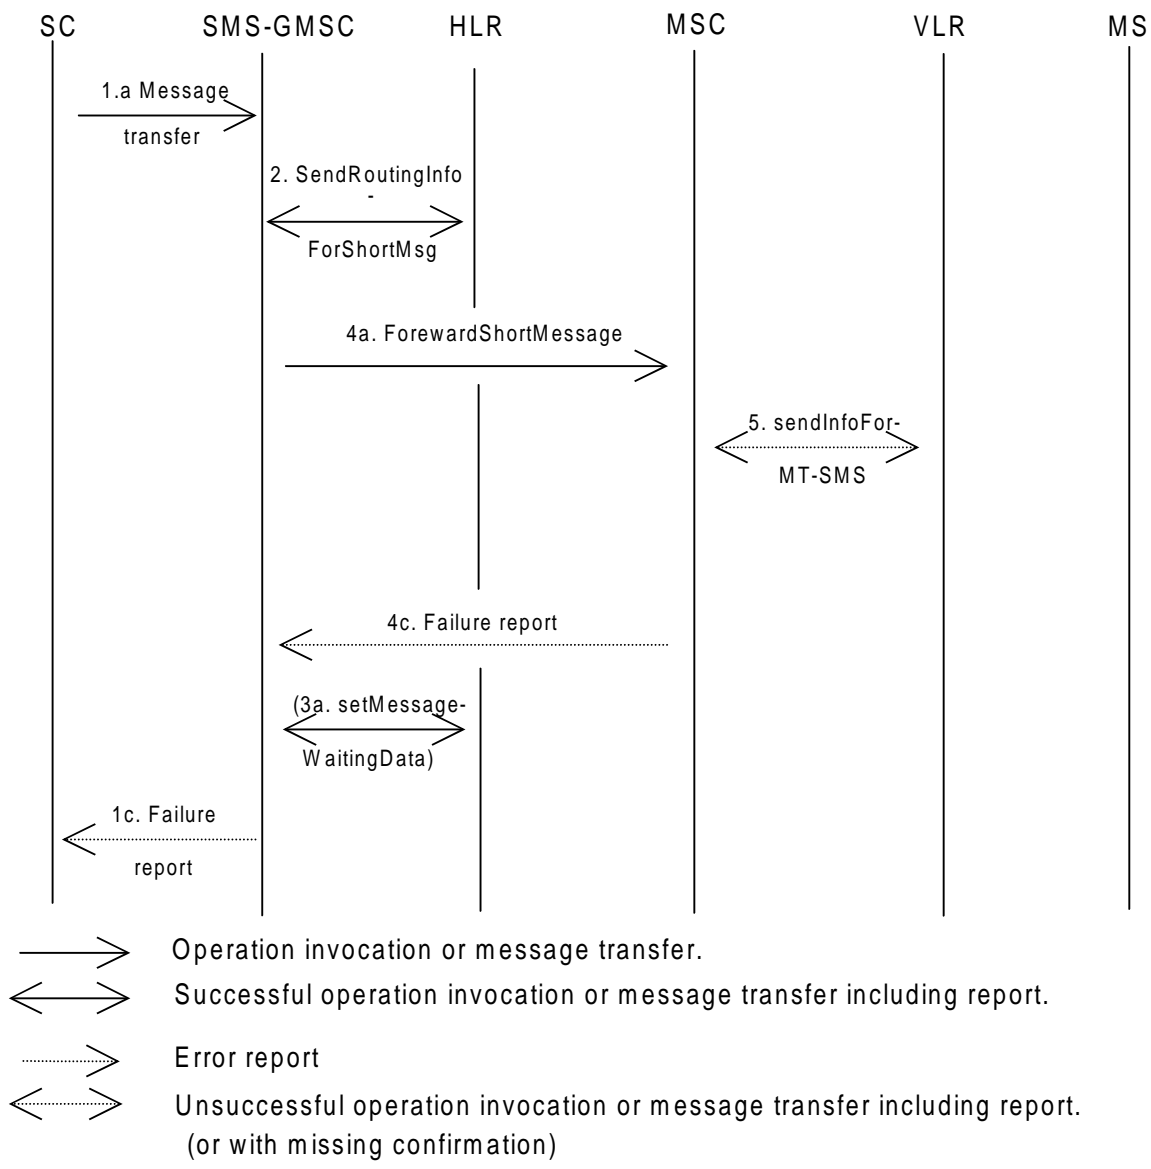 SC SMS-GMSC HLR MSC VLR MS
1.a Message
transfer
2. SendRoutingInfo
-
ForShortMsg
4a. ForewardShortMessage
5. sendInfoFor-
MT-SMS
4c. Failure report
(3a. setMessage-
WaitingData)
1c. Failure
report
Operation invocation or message transfer.
Successful operation invocation or message transfer including report.
Error report
Unsuccessful operation invocation or message transfer including report.
(or with missing confirmation)